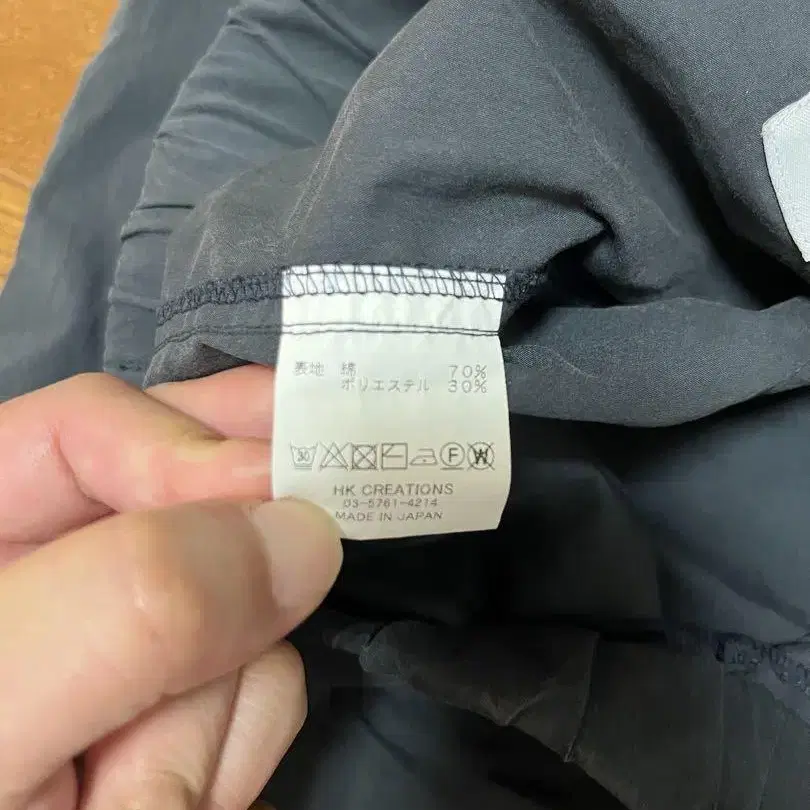 表地 綿 70%
ポリエステル 30%
30 F W
HK CREATIONS
03-5761-4214
MADE IN JAPAN